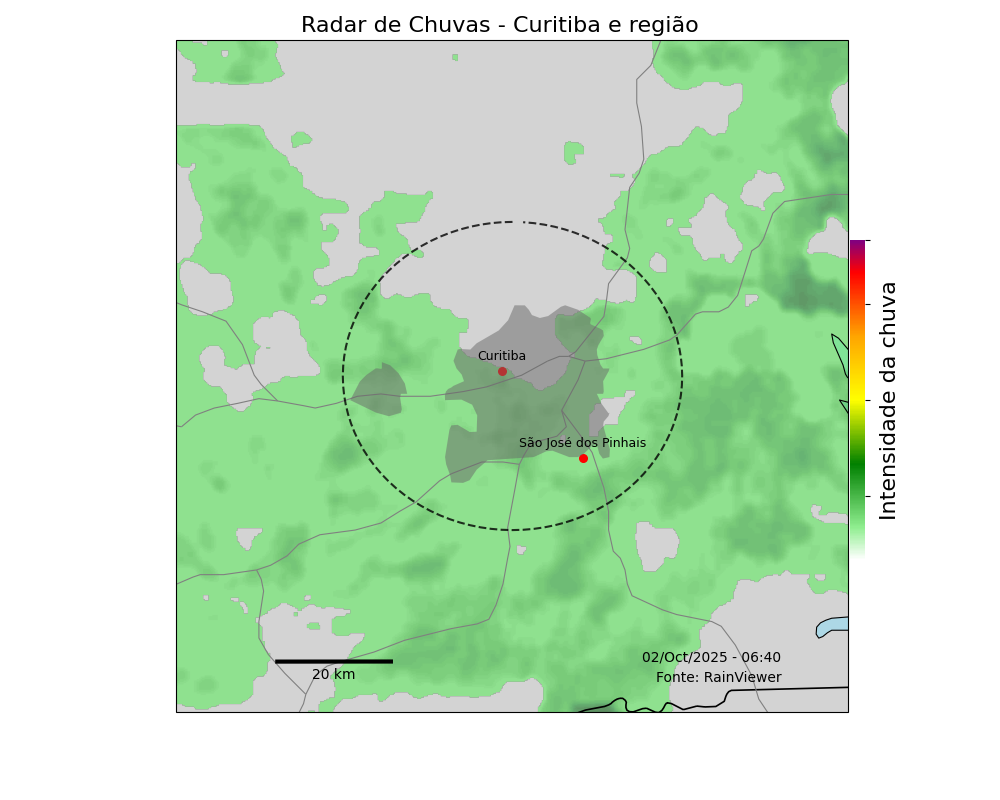 Radar de Chuvas - Curitiba e região
Curitiba
São José dos Pinhais
Intensidade da chuva
02/Oct/2025 - 06:40
Fonte: RainViewer
20 km